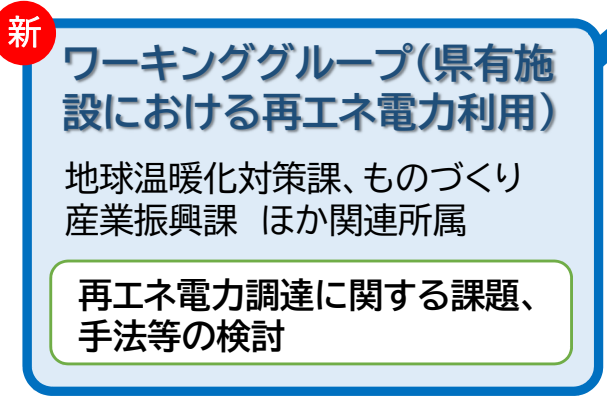 新
ワーキンググループ(県有施
設における再エネ電力利用)
地球温暖化対策課、ものづくり
産業振興課 ほか関連所属
再エネ電力調達に関する課題、
手法等の検討